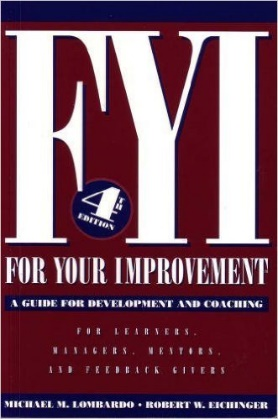 FYI
4TH
EDITION
FOR YOUR IMPROVEMENT
A GUIDE FOR DEVELOPMENT AND COACHING
FOR LEARNERS,
MANAGERS, MENTORS,
AND FEEDBACK GIVERS
MICHAEL M. LOMBARDO • ROBERT W. EICHINGER